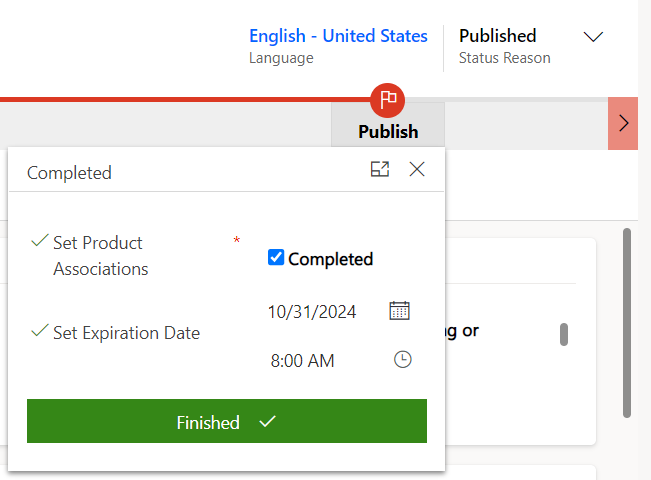 English - United States
Language
Published
Status Reason
Publish
Completed
Set Product
Associations
*
Completed
10/31/2024
Set Expiration Date
8:00 AM
or
Finished